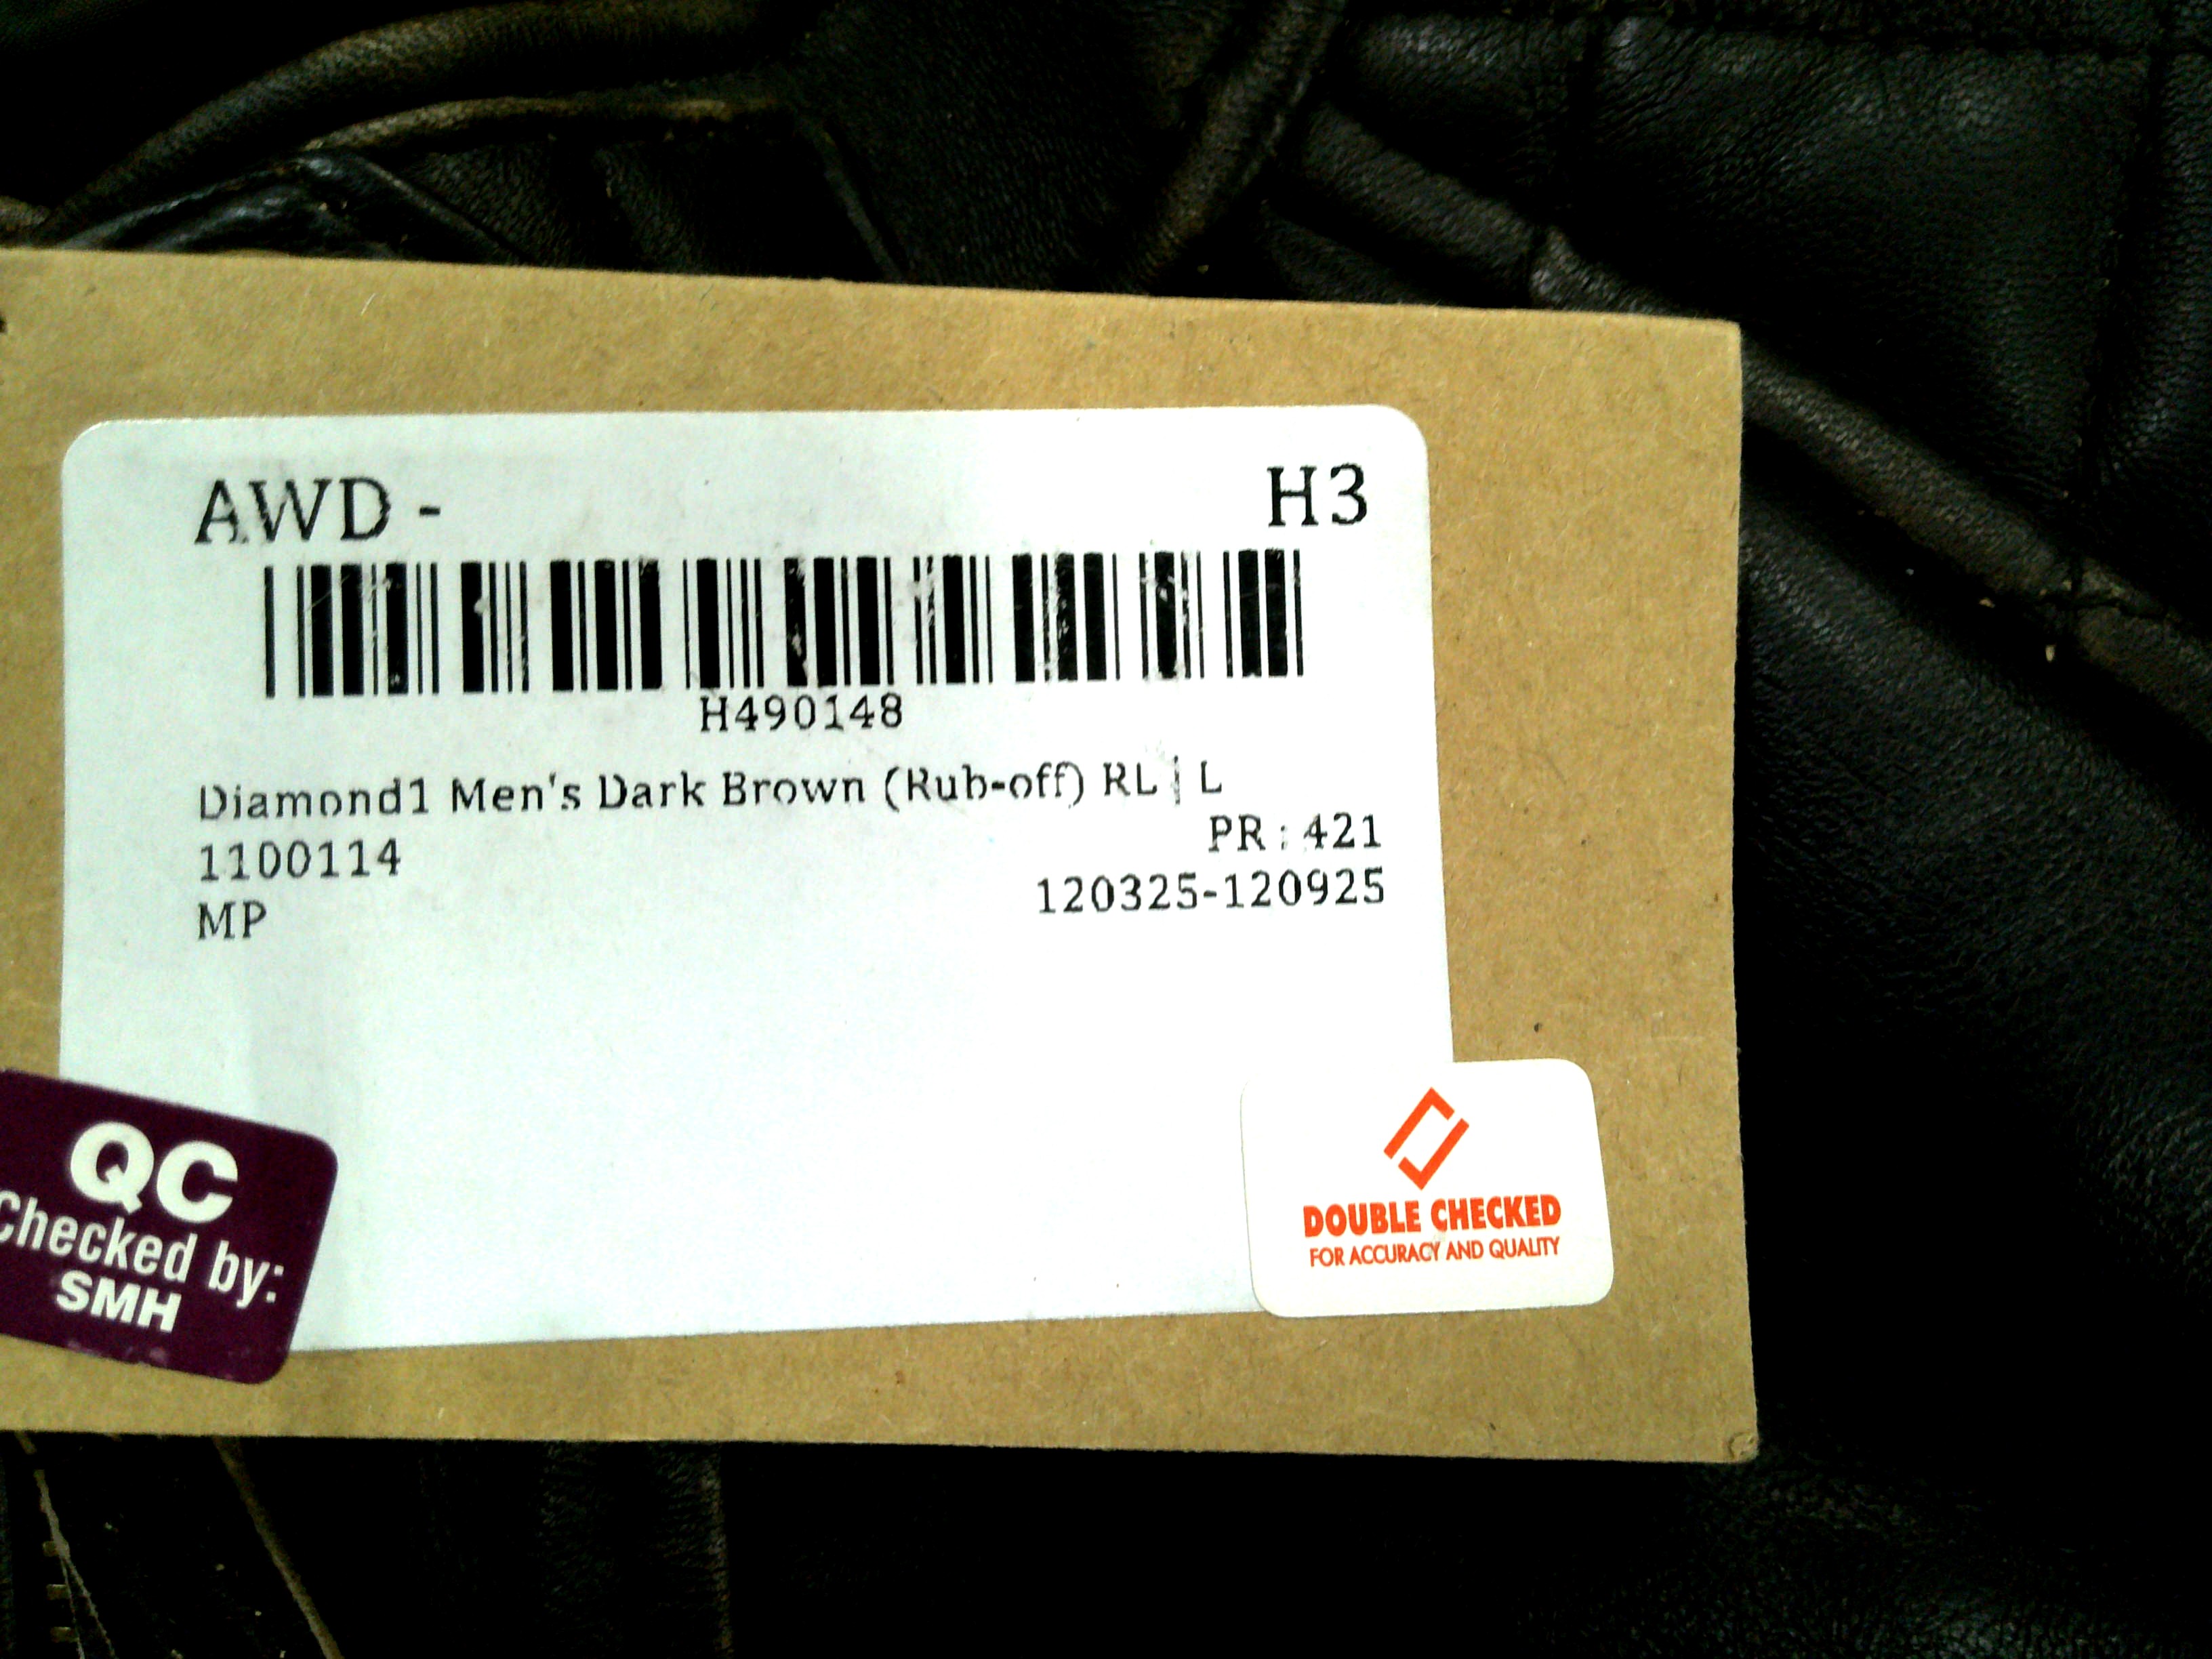 AWD - H3
H490148
Diamond1 Men's Dark Brown (Rub-off) RL | L
PR : 421
1100114
120325-120925
MP
QC
Checked by:
SMH
DOUBLE CHECKED
FOR ACCURACY AND QUALITY